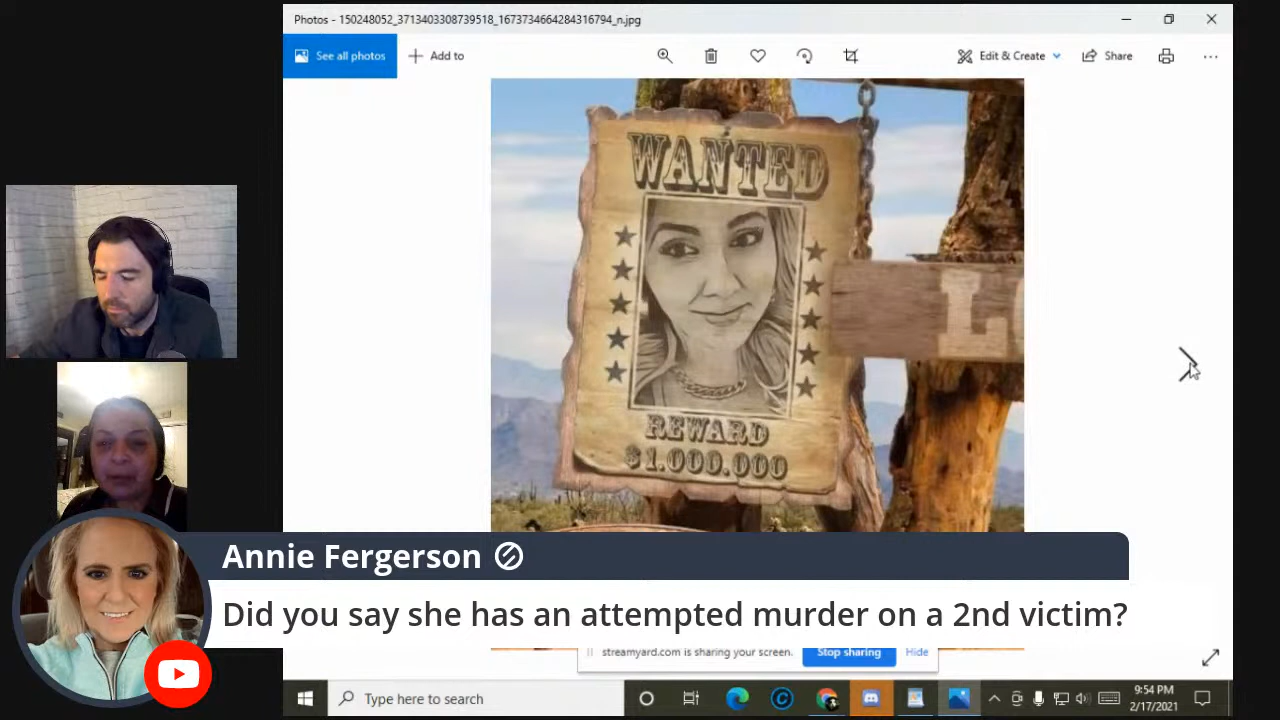 Photos - 150248052_3713403308739518_1673734664284316794_n.jpg
See all photos
Add to
Edit & Create
Share
WANTED
REWARD
$1.000.000
Annie Fergerson
Did you say she has an attempted murder on a 2nd victim?
streamyard.com is sharing your screen.
Stop sharing
Hide
Type here to search
9:54 PM
2/17/2021